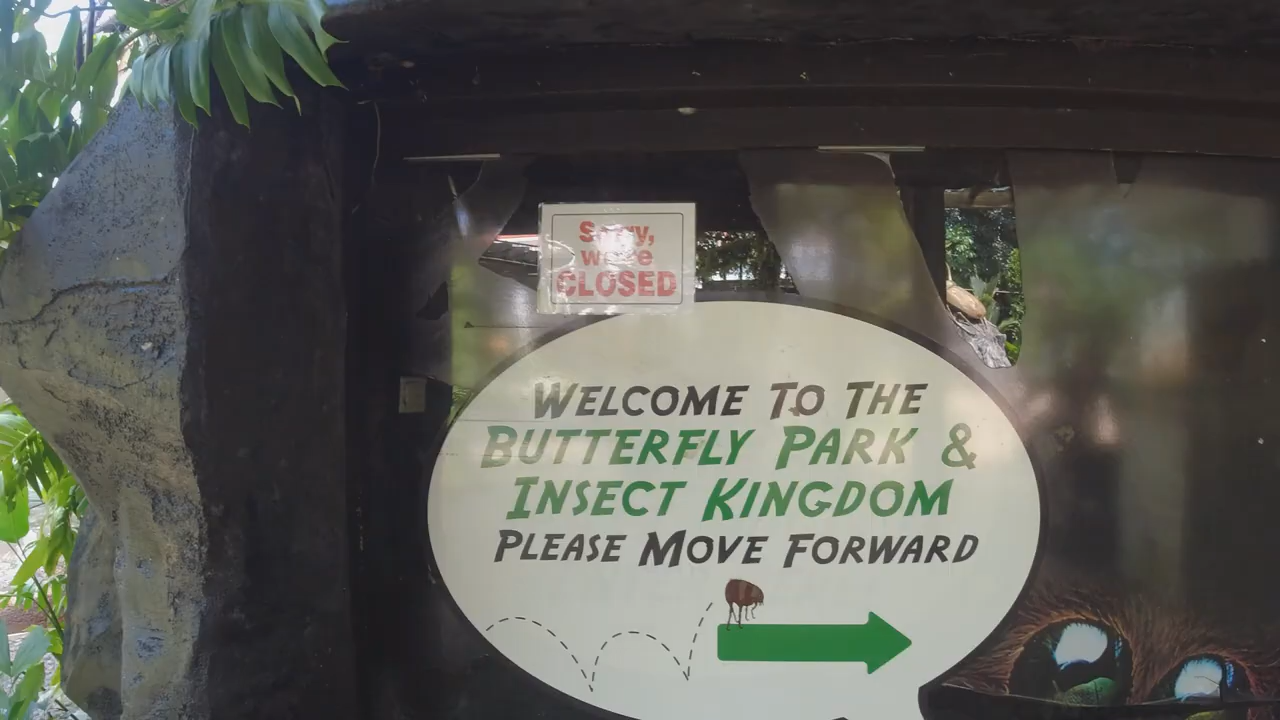 Sorry,
we're
CLOSED
WELCOME TO THE
BUTTERFLY PARK &
INSECT KINGDOM
PLEASE MOVE FORWARD